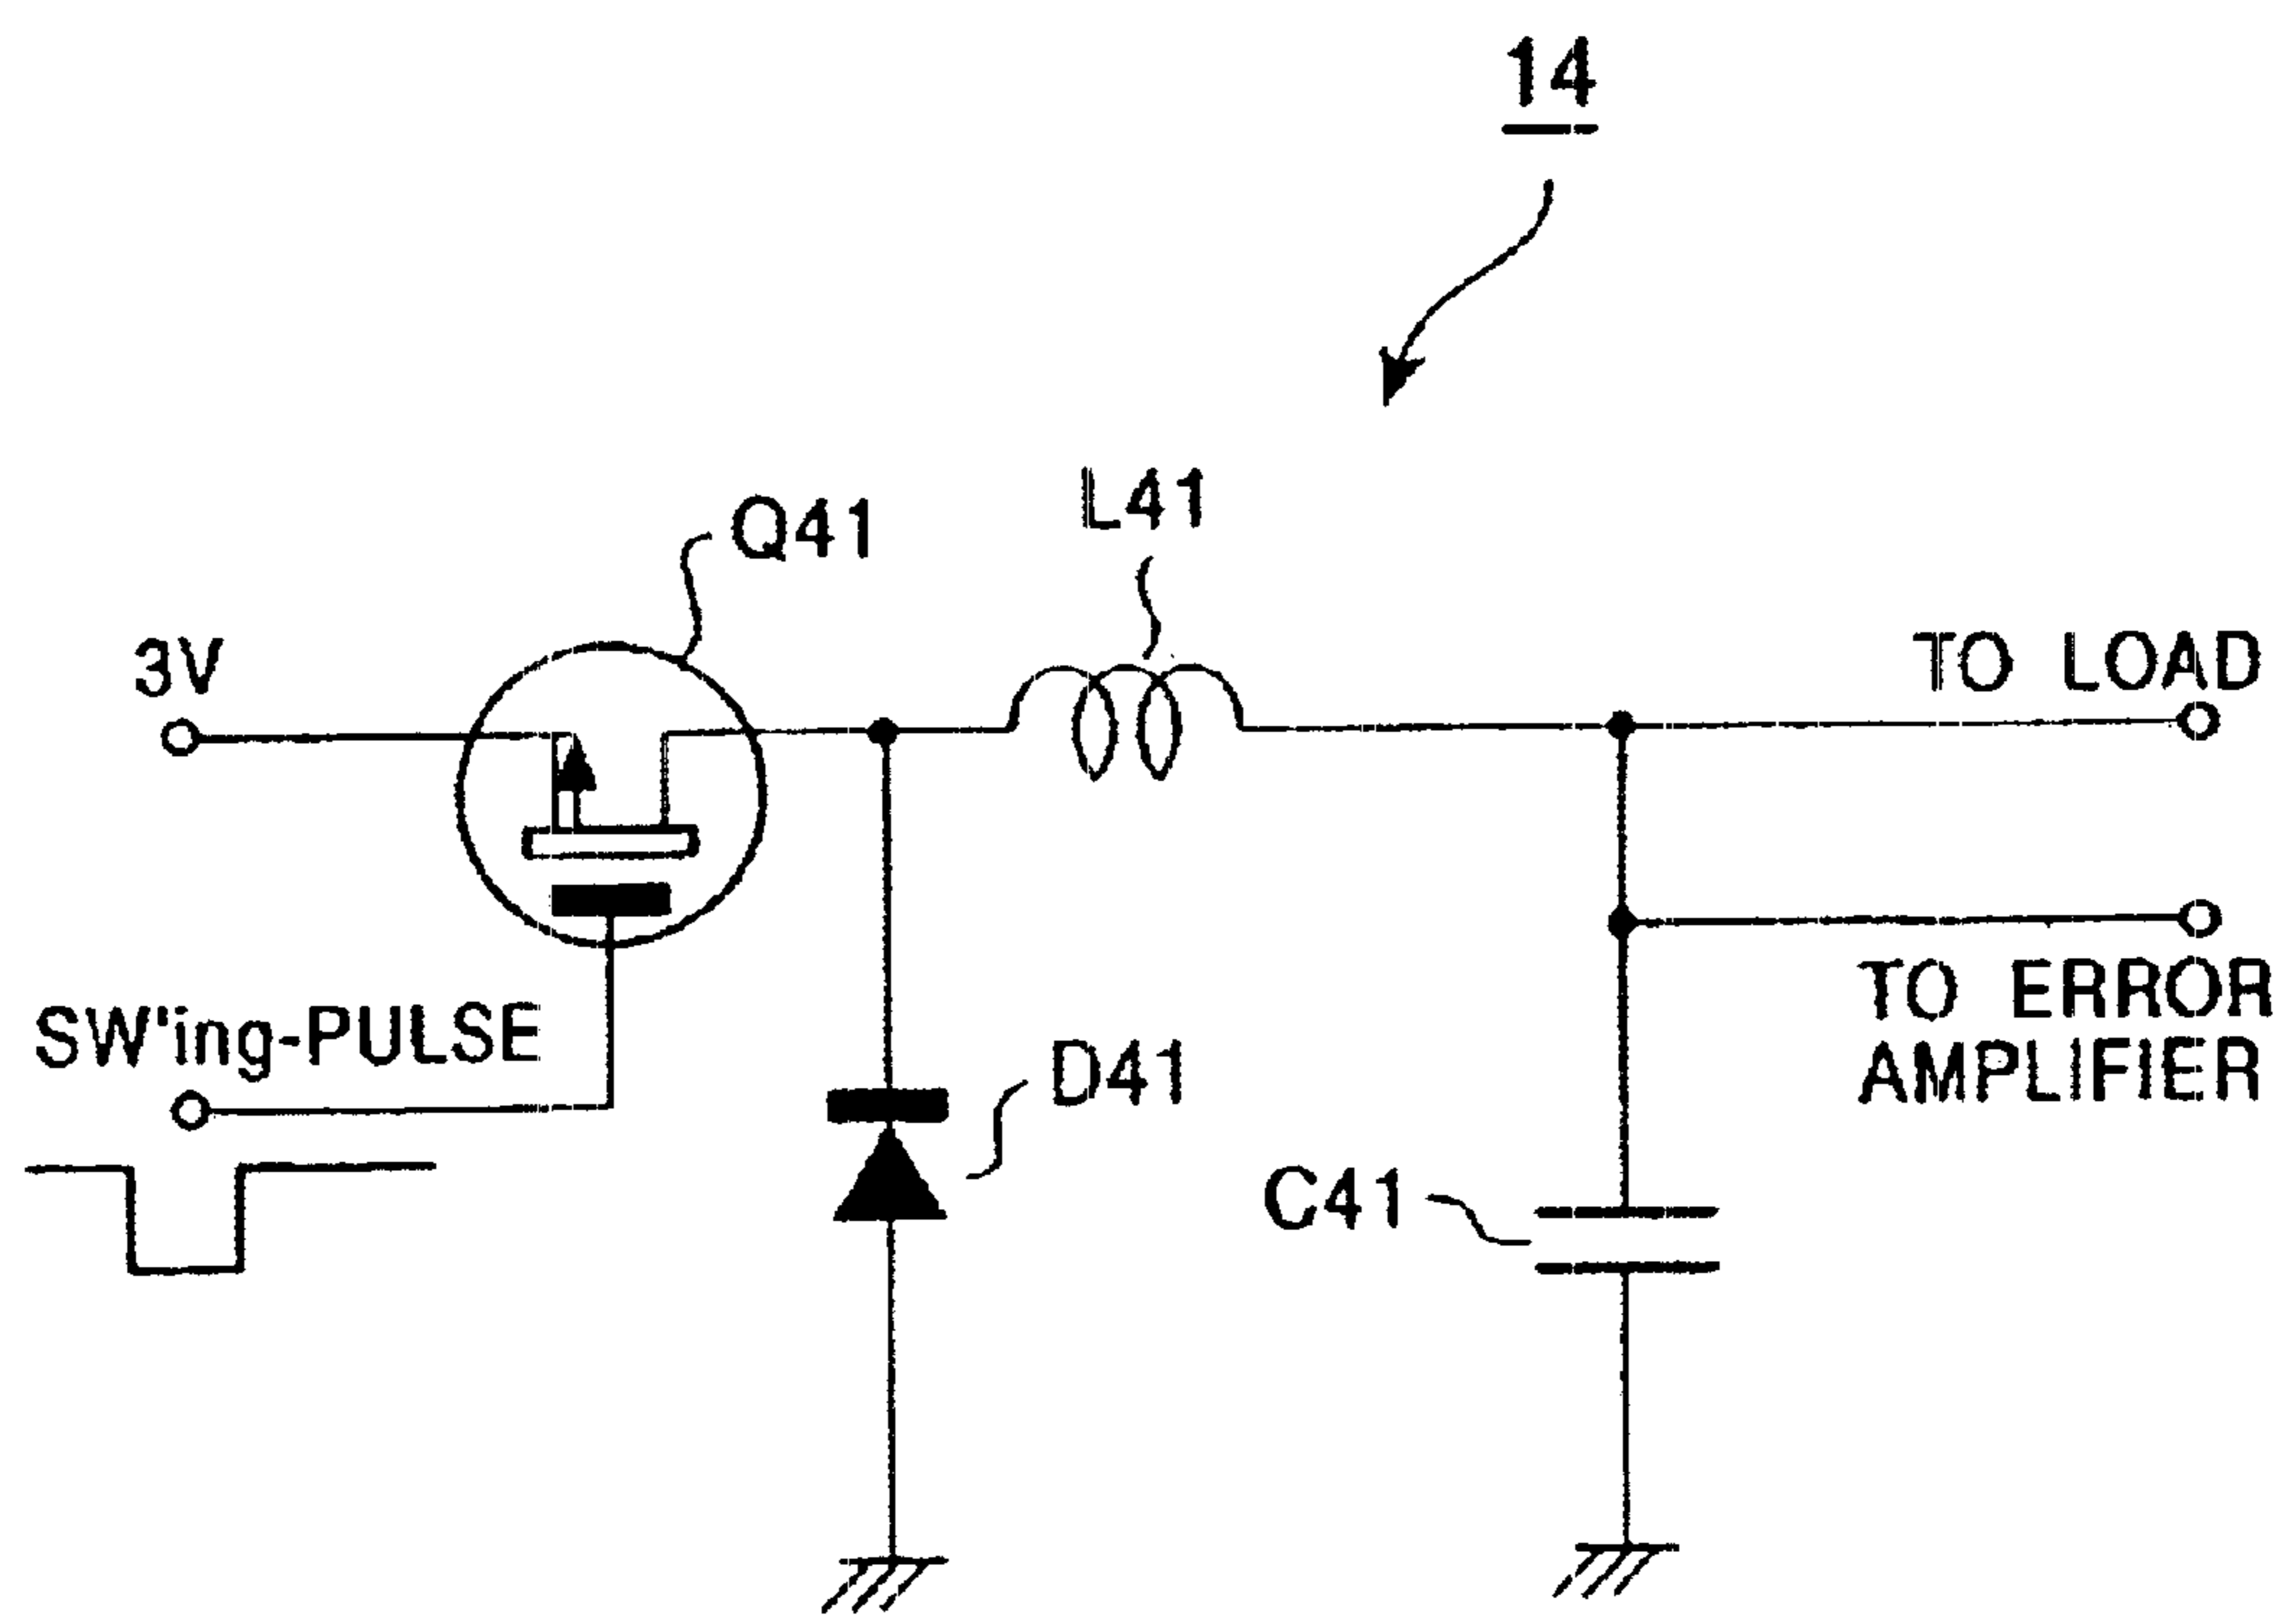 14
Q41
L41
3V
TO LOAD
SW'ing-PULSE
TO ERROR
AMPLIFIER
D41
C41